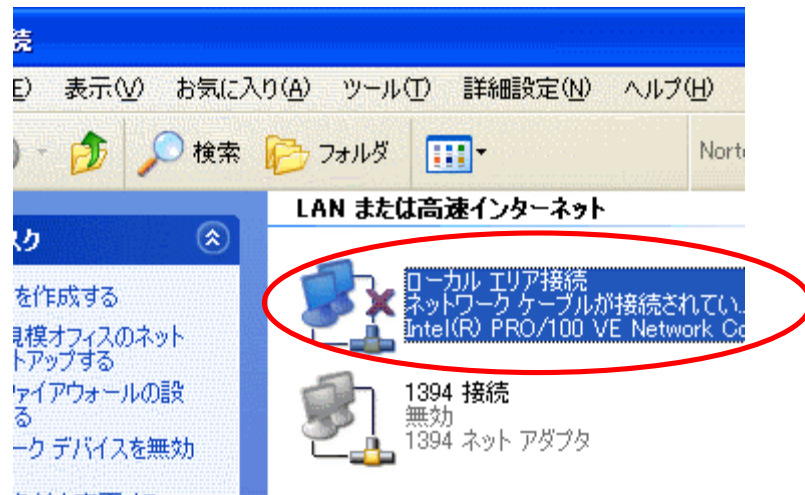 続
E) 表示(V) お気に入り(A) ツール(T) 詳細設定(N) ヘルプ(H)
検索 フォルダ Norto
LAN または高速インターネット
スク
を作成する
規模オフィスのネット
トアップする
ァイアウォールの設
る
ーク デバイスを無効
ローカル エリア接続
ネットワーク ケーブルが接続されてい...
Intel(R) PRO/100 VE Network Co
1394 接続
無効
1394 ネット アダプタ